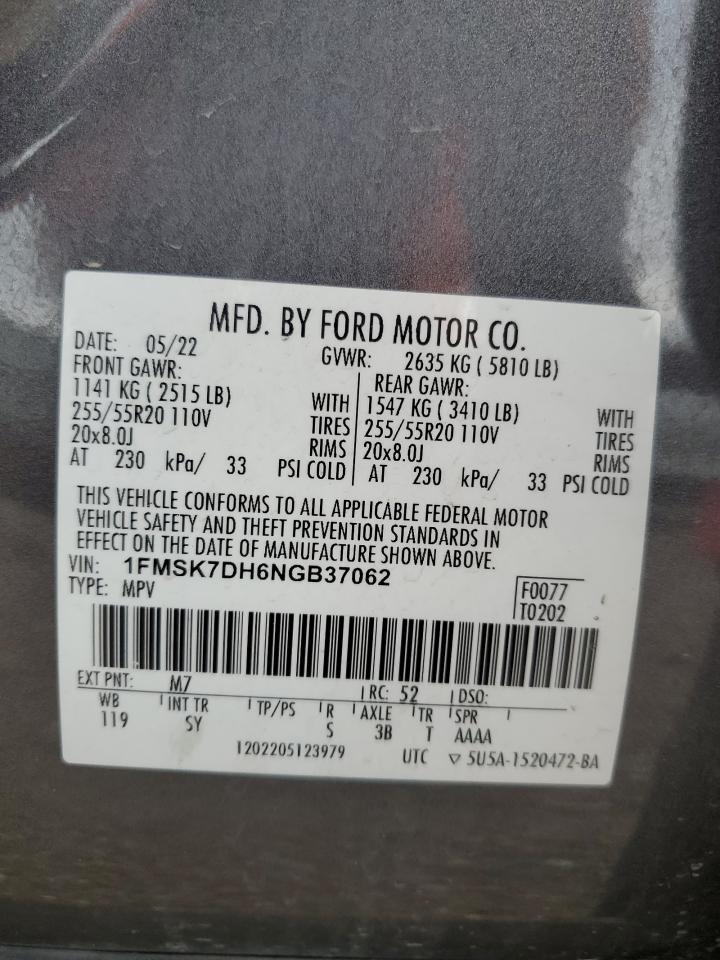 MFD. BY FORD MOTOR CO.
DATE: 05/22 GVWR: 2635 KG ( 5810 LB)
FRONT GAWR: REAR GAWR:
1141 KG ( 2515 LB) WITH 1547 KG ( 3410 LB) WITH
255/55R20 110V TIRES 255/55R20 110V TIRES
20x8.0J RIMS 20x8.0J RIMS
AT 230 kPa/ 33 PSI COLD AT 230 kPa/ 33 PSI COLD
THIS VEHICLE CONFORMS TO ALL APPLICABLE FEDERAL MOTOR
VEHICLE SAFETY AND THEFT PREVENTION STANDARDS IN
EFFECT ON THE DATE OF MANUFACTURE SHOWN ABOVE.
VIN: 1FMSK7DH6NGB37062
TYPE: MPV F0077
T0202
EXT PNT: M7 RC: 52 DSO:
WB INT TR TP/PS R AXLE TR SPR
119 SY S 3B T AAAA
1202205123979 UTC ▽ 5U5A-1520472-BA